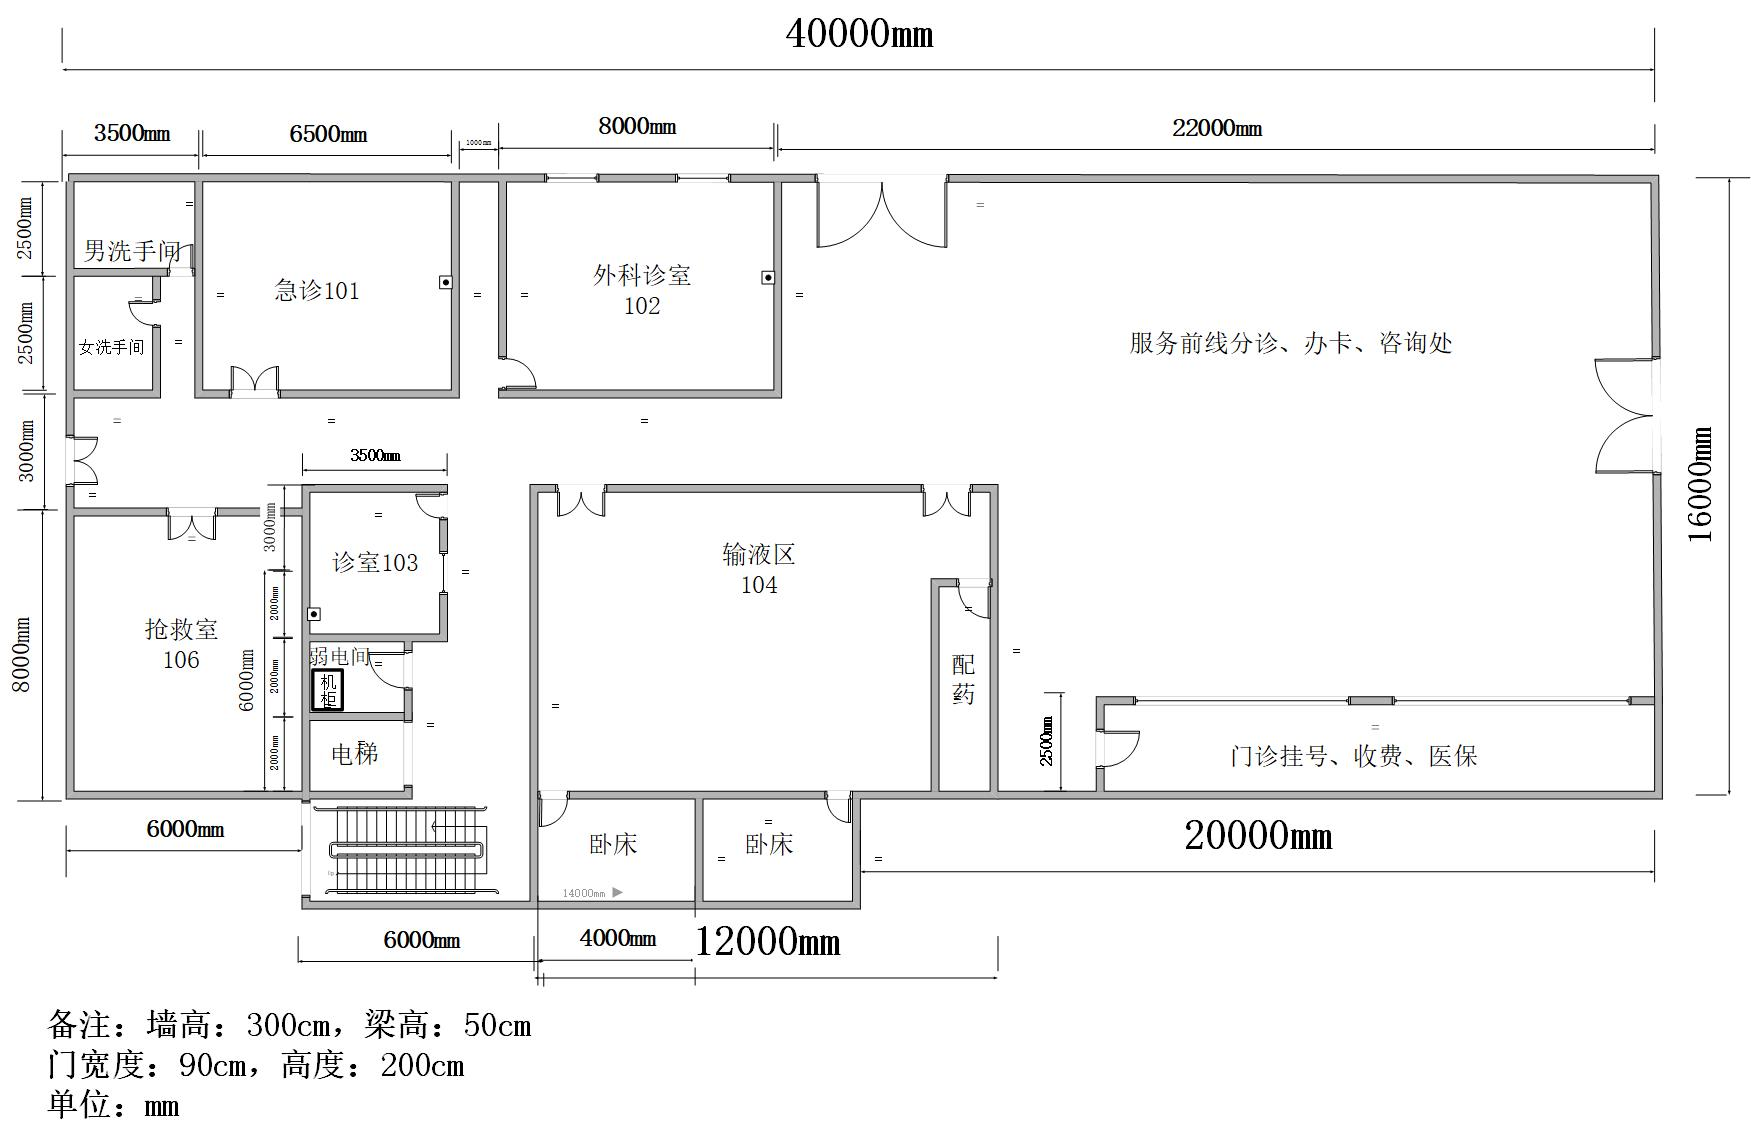 40000mm
3500mm
6500mm
1000mm
8000mm
22000mm
2500mm
男洗手间
急诊101
外科诊室
102
服务前线分诊、办卡、咨询处
2500mm
女洗手间
3000mm
3500mm
16000mm
3000mm
诊室103
输液区
104
2000mm
抢救室
106
8000mm
6000mm
弱电间
机
柜
2000mm
配
药
2500mm
电梯
2000mm
门诊挂号、收费、医保
6000mm
20000mm
卧床
卧床
Up
14000mm
6000mm
4000mm
12000mm
备注：墙高：300cm，梁高：50cm
门宽度：90cm，高度：200cm
单位：mm